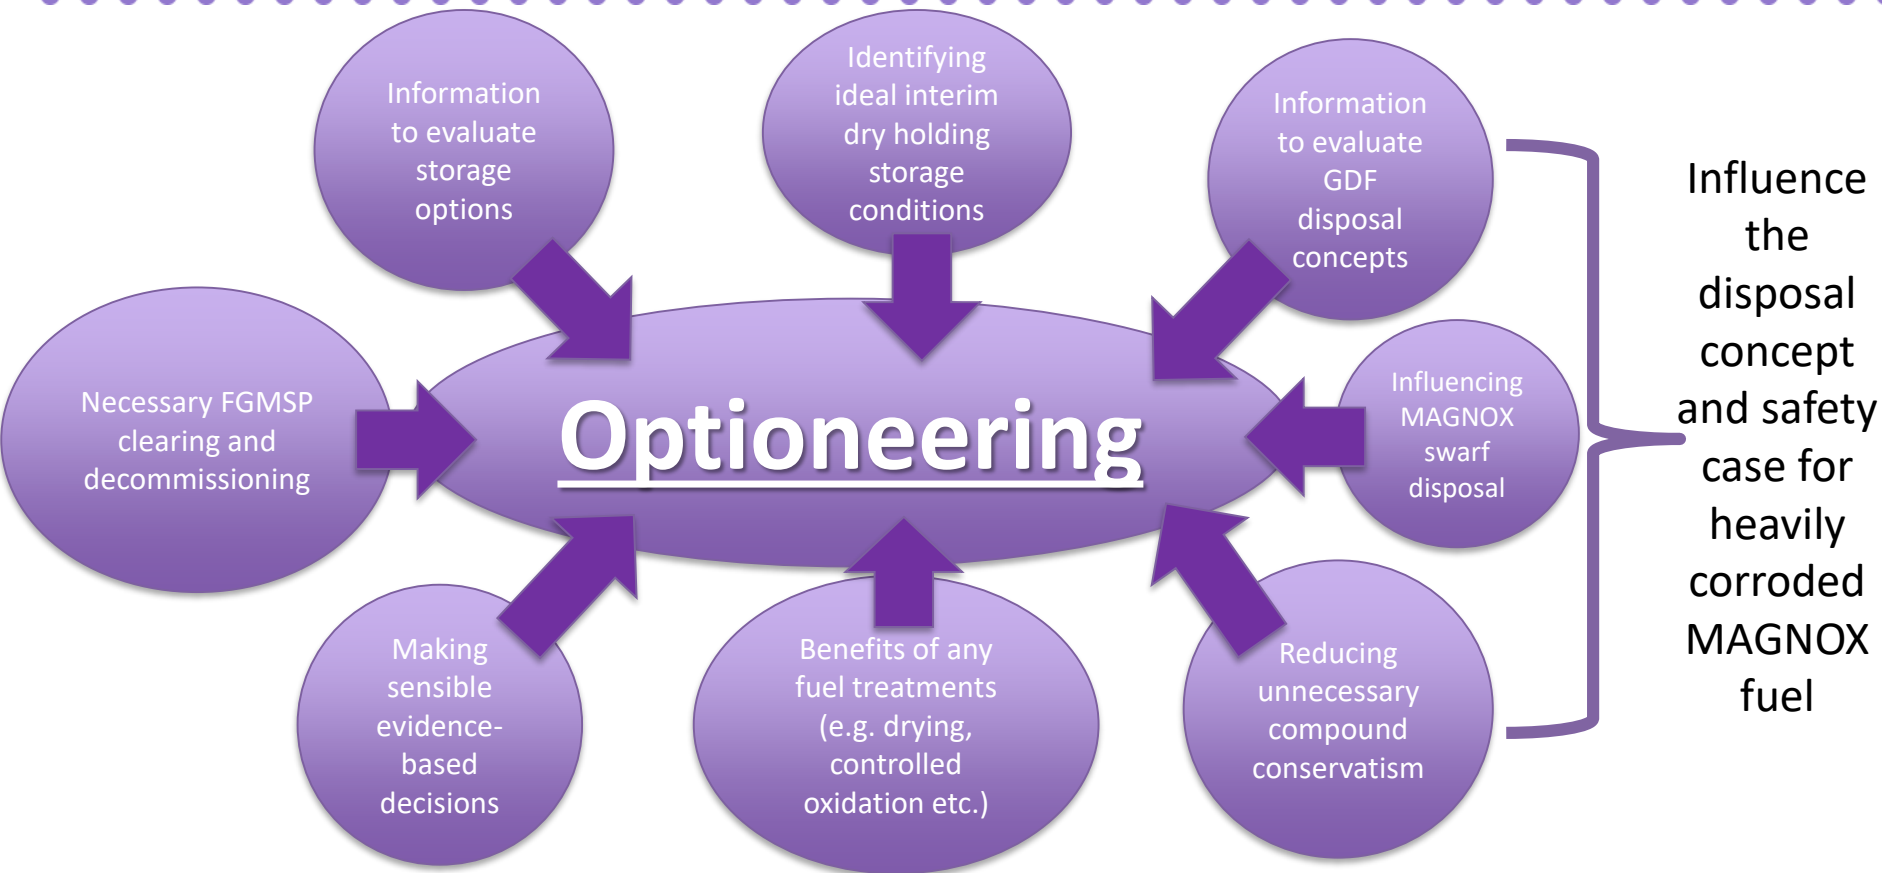 Information
to evaluate
storage
options
Identifying
ideal interim
dry holding
storage
conditions
Information
to evaluate
GDF
disposal
concepts
Necessary FGMSP
clearing and
decommissioning
Optioneering
Influencing
MAGNOX
swarf
disposal
Making
sensible
evidence-
based
decisions
Benefits of any
fuel treatments
(e.g. drying,
controlled
oxidation etc.)
Reducing
unnecessary
compound
conservatism
Influence
the
disposal
concept
and safety
case for
heavily
corroded
MAGNOX
fuel